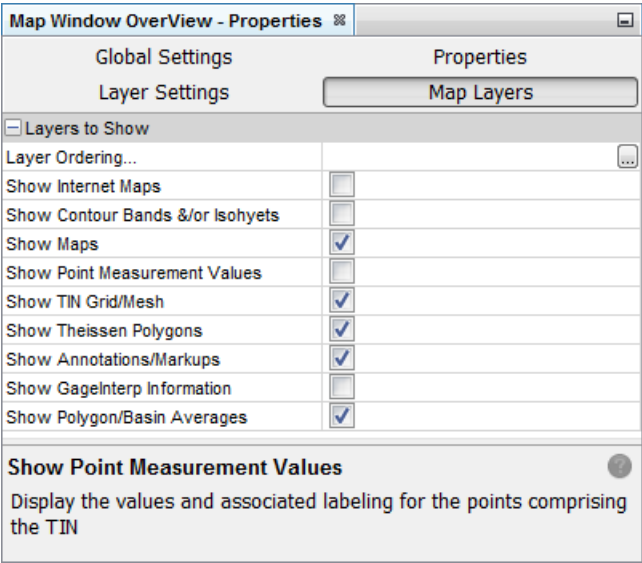 Map Window OverView - Properties
Global Settings Properties
Layer Settings Map Layers
Layers to Show
Layer Ordering... ...
Show Internet Maps
Show Contour Bands &/or Isohyets
Show Maps
Show Point Measurement Values
Show TIN Grid/Mesh
Show Theissen Polygons
Show Annotations/Markups
Show GageInterp Information
Show Polygon/Basin Averages
Show Point Measurement Values ?
Display the values and associated labeling for the points comprising
the TIN